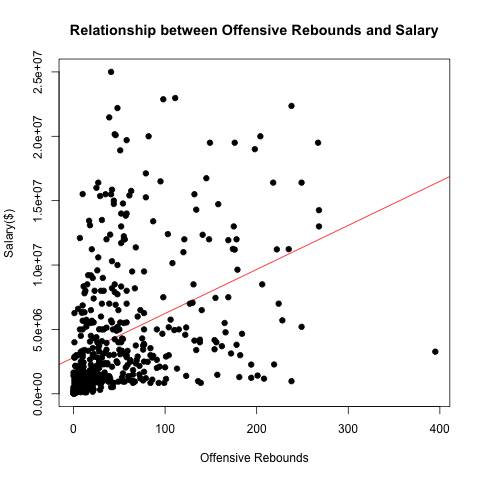 Relationship between Offensive Rebounds and Salary
Salary($)
2.5e+07
2.0e+07
1.5e+07
1.0e+07
5.0e+06
0.0e+00
0 100 200 300 400
Offensive Rebounds